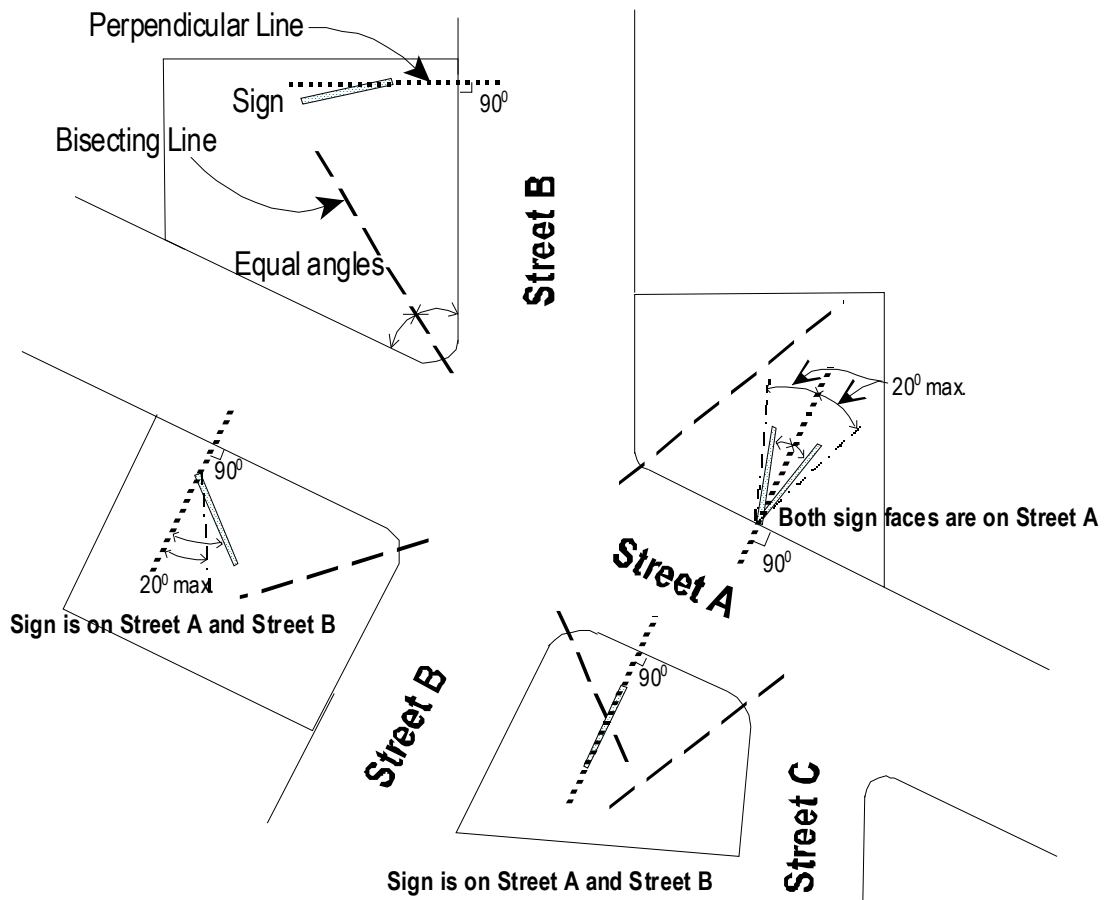 Perpendicular Line
Sign
90⁰
Bisecting Line
Street B
Equal angles
20⁰ max.
90⁰
Both sign faces are on Street A
90⁰
Street A
20⁰ max.
Sign is on Street A and Street B
90⁰
Street B
Street C
Sign is on Street A and Street B